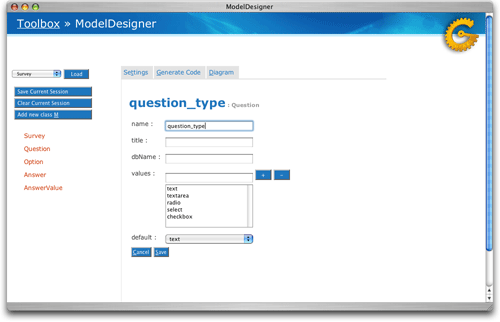 ModelDesigner
Toolbox » ModelDesigner
Survey
Load
Settings
Generate Code
Diagram
Save Current Session
Clear Current Session
Add new class M
Survey
Question
Option
Answer
AnswerValue
question_type : Question
name : question_type
title :
dbName :
values : + -
text
textarea
radio
select
checkbox
default : text
Cancel Save